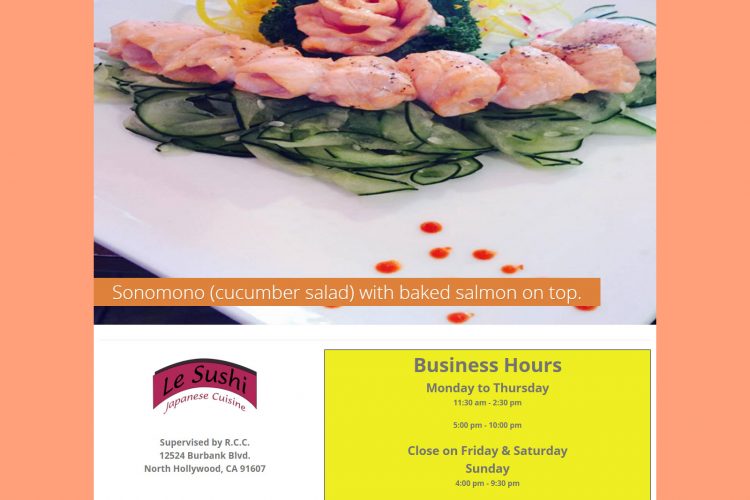 Sonomono (cucumber salad) with baked salmon on top.
Le Sushi
Japanese Cuisine
Supervised by R.C.C.
12524 Burbank Blvd.
North Hollywood, CA 91607
Business Hours
Monday to Thursday
11:30 am - 2:30 pm
5:00 pm - 10:00 pm
Close on Friday & Saturday
Sunday
4:00 pm - 9:30 pm